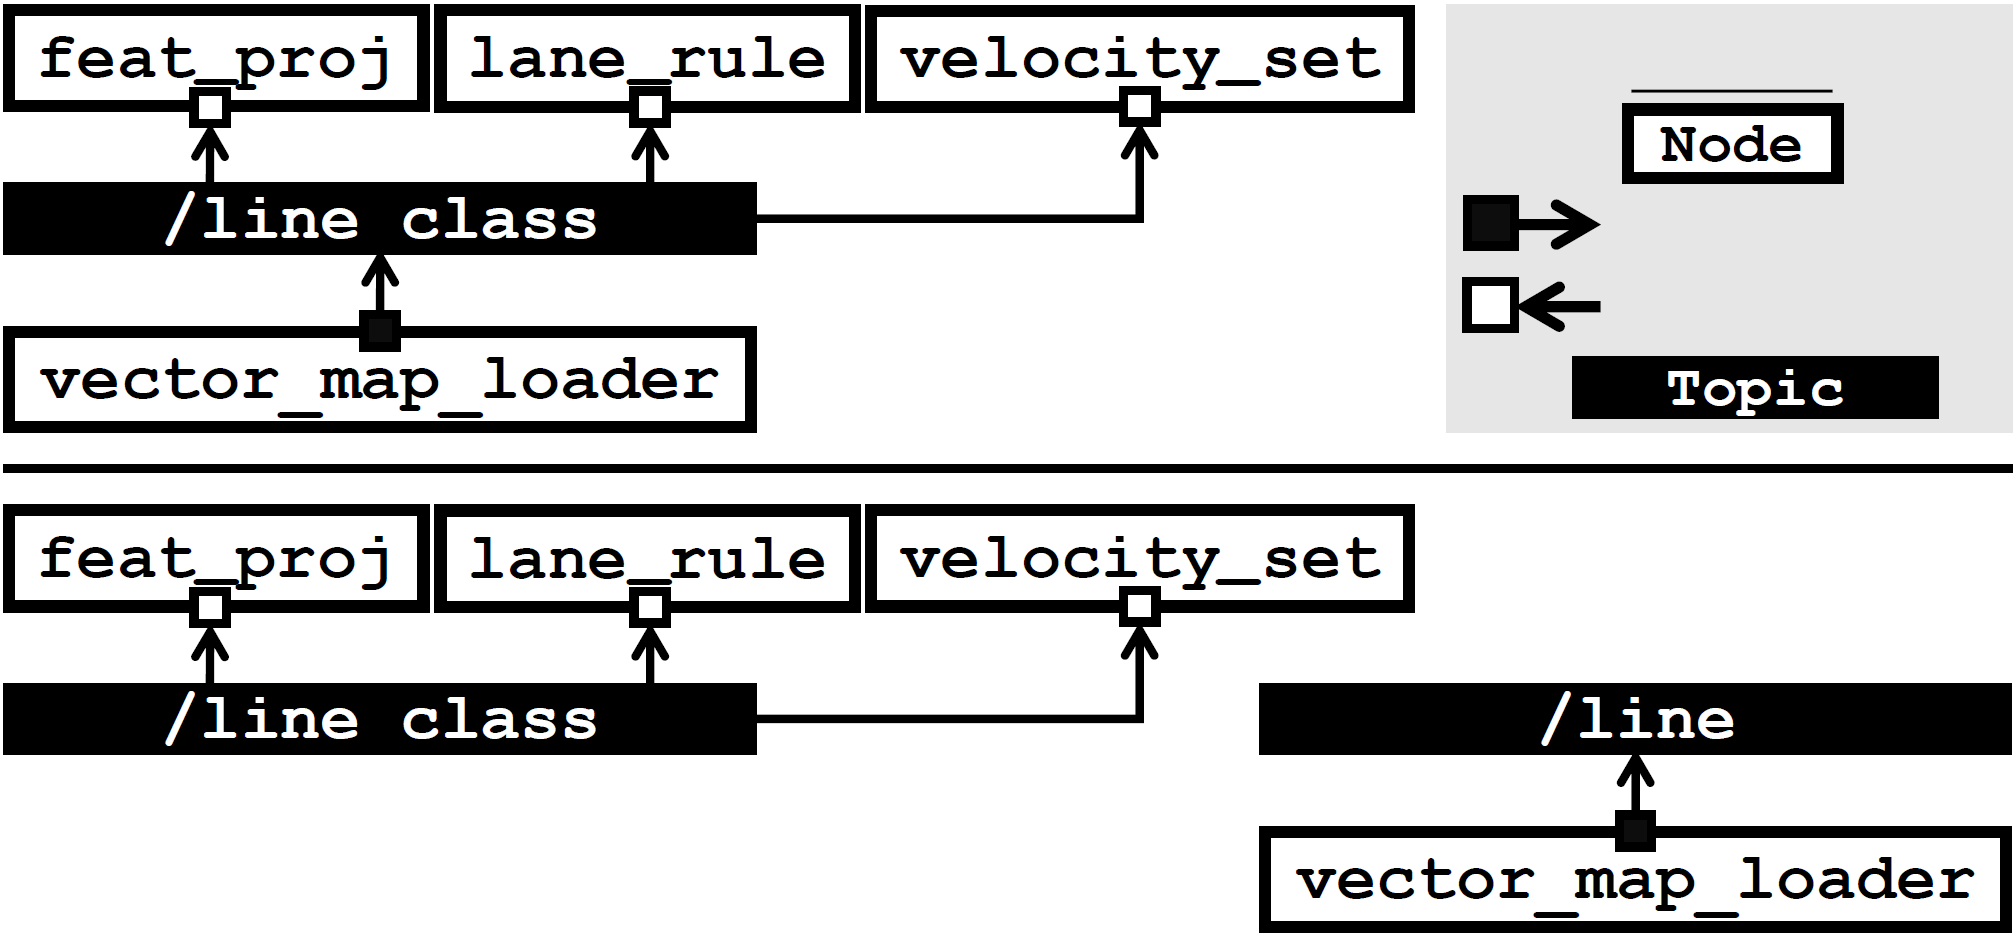 feat_proj
lane_rule
velocity_set
/line class
vector_map_loader
Node
Topic
feat_proj
lane_rule
velocity_set
/line class
/line
vector_map_loader